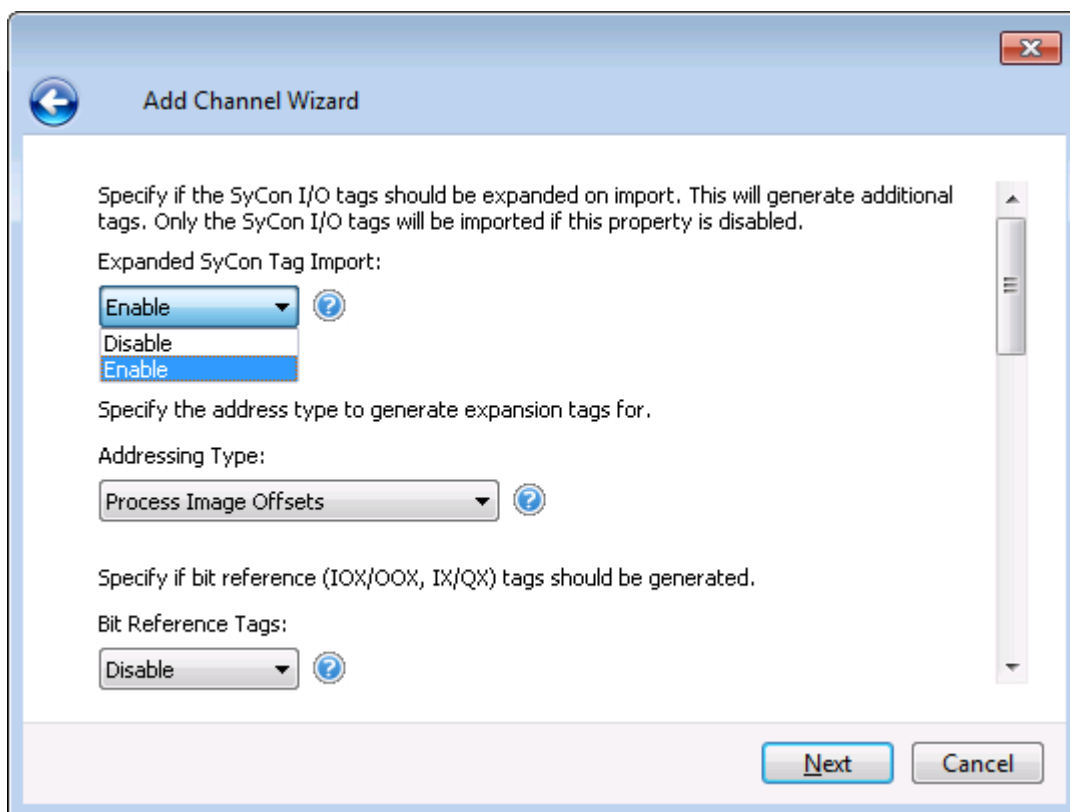 Add Channel Wizard
Specify if the SyCon I/O tags should be expanded on import. This will generate additional
tags. Only the SyCon I/O tags will be imported if this property is disabled.
Expanded SyCon Tag Import:
Enable
Disable
Enable
Specify the address type to generate expansion tags for.
Addressing Type:
Process Image Offsets
Specify if bit reference (IOX/OOX, IX/QX) tags should be generated.
Bit Reference Tags:
Disable
Next
Cancel